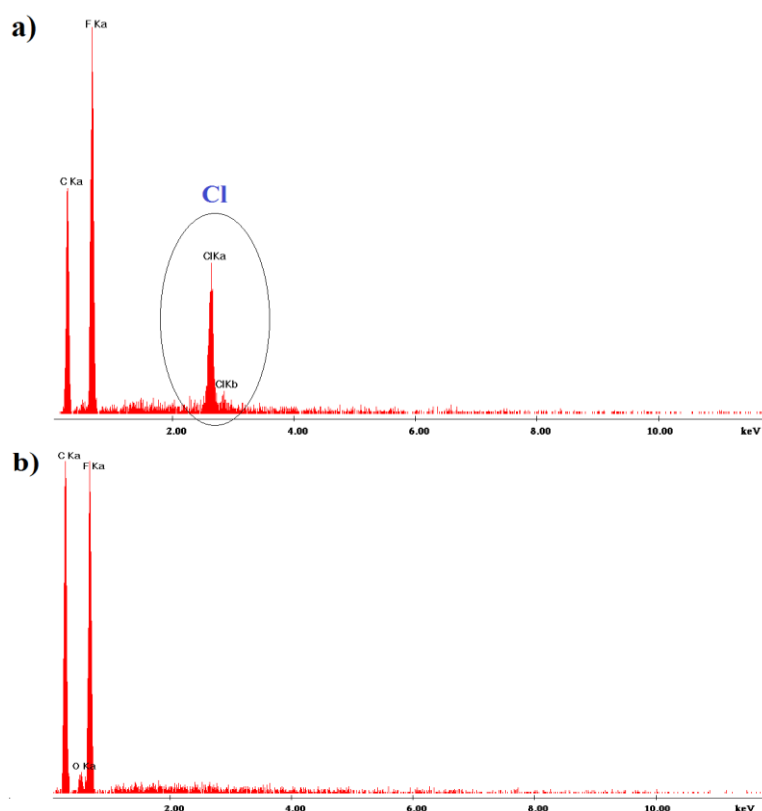 a)
F Ka
C Ka
Cl
ClKa
ClKb
2.00 4.00 6.00 8.00 10.00 keV
b)
C Ka
F Ka
O Ka
2.00 4.00 6.00 8.00 10.00 keV